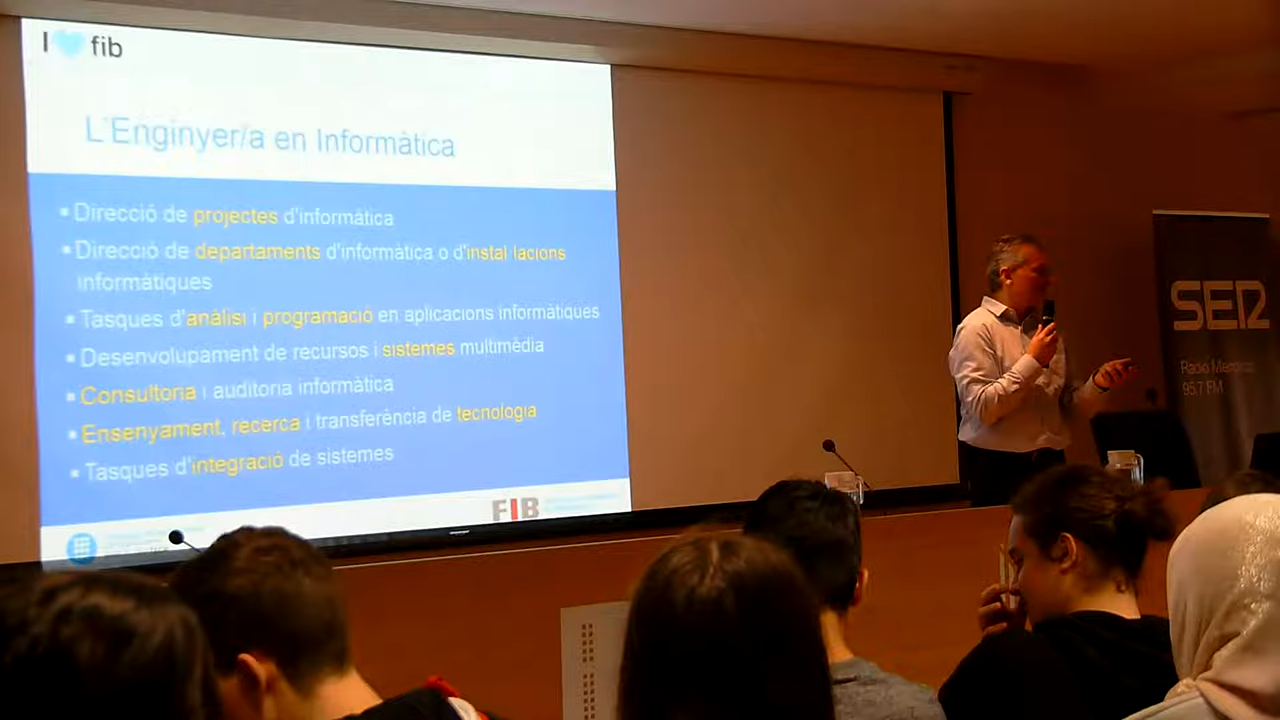 I fib
L'Enginyer/a en Informàtica
▪ Direcció de projectes d'informàtica
▪ Direcció de departaments d'informàtica o d'instal·lacions
informàtiques
▪ Tasques d'anàlisi i programació en aplicacions informàtiques
▪ Desenvolupament de recursos i sistemes multimèdia
▪ Consultoria i auditoria informàtica
▪ Ensenyament, recerca i transferència de tecnologia
▪ Tasques d'integració de sistemes
FIB
SER
Radio
95.7 FM